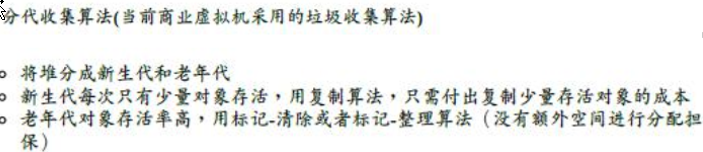 分代收集算法(当前商业虚拟机采用的垃圾收集算法)
将堆分成新生代和老年代
新生代每次只有少量对象存活，用复制算法，只需付出复制少量存活对象的成本
老年代对象存活率高，用标记-清除或者标记-整理算法（没有额外空间进行分配担
保）